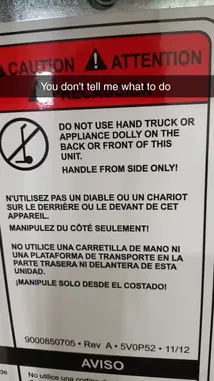 CAUTION ATTENTION
You don't tell me what to do
DO NOT USE HAND TRUCK OR
APPLIANCE DOLLY ON THE
BACK OR FRONT OF THIS
UNIT.
HANDLE FROM SIDE ONLY!
N'UTILISEZ PAS UN DIABLE OU UN CHARIOT
SUR LE DERRIÈRE OU LE DEVANT DE CET
APPAREIL.
MANIPULEZ DU CÔTÉ SEULEMENT!
NO UTILICE UNA CARRETILLA DE MANO NI
UNA PLATAFORMA DE TRANSPORTE EN LA
PARTE TRASERA NI DELANTERA DE ESTA
UNIDAD.
¡MANIPULE SOLO DESDE EL COSTADO!
9000850705 • Rev A • 5V0P52 • 11/12
AVISO
No utilice una